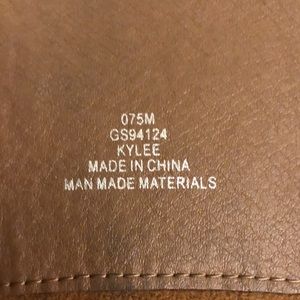 075M
GS94124
KYLEE
MADE IN CHINA
MAN MADE MATERIALS